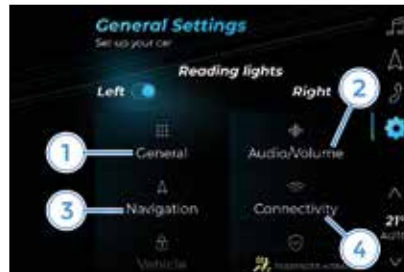 General Settings
Set up your car
Reading lights
Left Right
2
1 General Audio/Volume
3 Navigation Connectivity
4
21°
AUTO
Vehicle